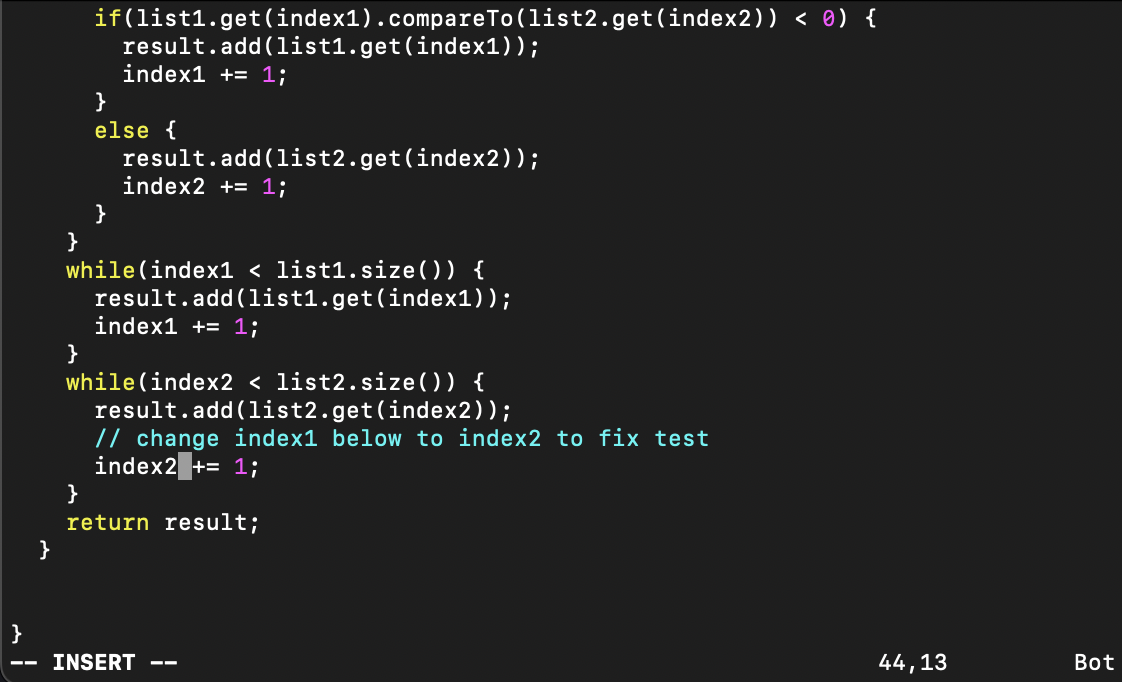 if(list1.get(index1).compareTo(list2.get(index2)) < 0) {
        result.add(list1.get(index1));
        index1 += 1;
      }
      else {
        result.add(list2.get(index2));
        index2 += 1;
      }
    }
    while(index1 < list1.size()) {
      result.add(list1.get(index1));
      index1 += 1;
    }
    while(index2 < list2.size()) {
      result.add(list2.get(index2));
      // change index1 below to index2 to fix test
      index2 += 1;
    }
    return result;
  }


}
-- INSERT -- 44,13 Bot